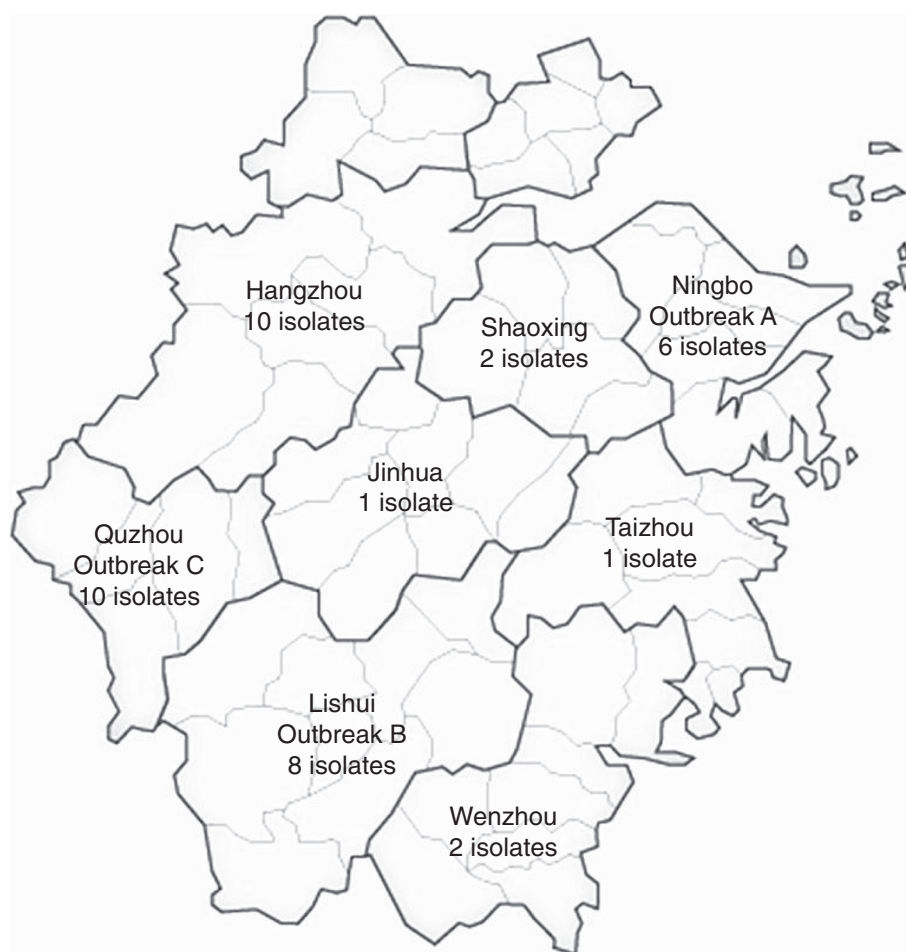 Hangzhou
10 isolates
Shaoxing
2 isolates
Ningbo
Outbreak A
6 isolates
Jinhua
1 isolate
Quzhou
Outbreak C
10 isolates
Taizhou
1 isolate
Lishui
Outbreak B
8 isolates
Wenzhou
2 isolates